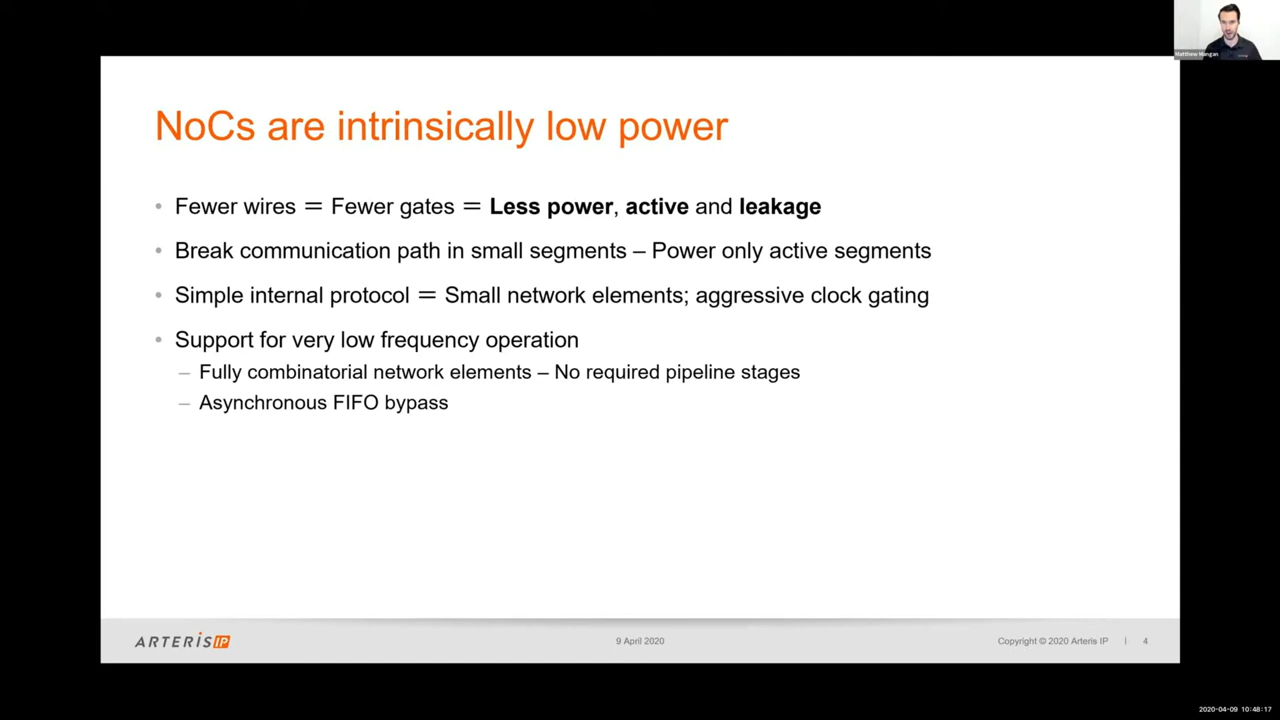 Matthew Mangan
NoCs are intrinsically low power
• Fewer wires = Fewer gates = Less power, active and leakage
• Break communication path in small segments – Power only active segments
• Simple internal protocol = Small network elements; aggressive clock gating
• Support for very low frequency operation
– Fully combinatorial network elements – No required pipeline stages
– Asynchronous FIFO bypass
ARTERIS IP
9 April 2020
Copyright © 2020 Arteris IP | 4
2020-04-09 10:48:17